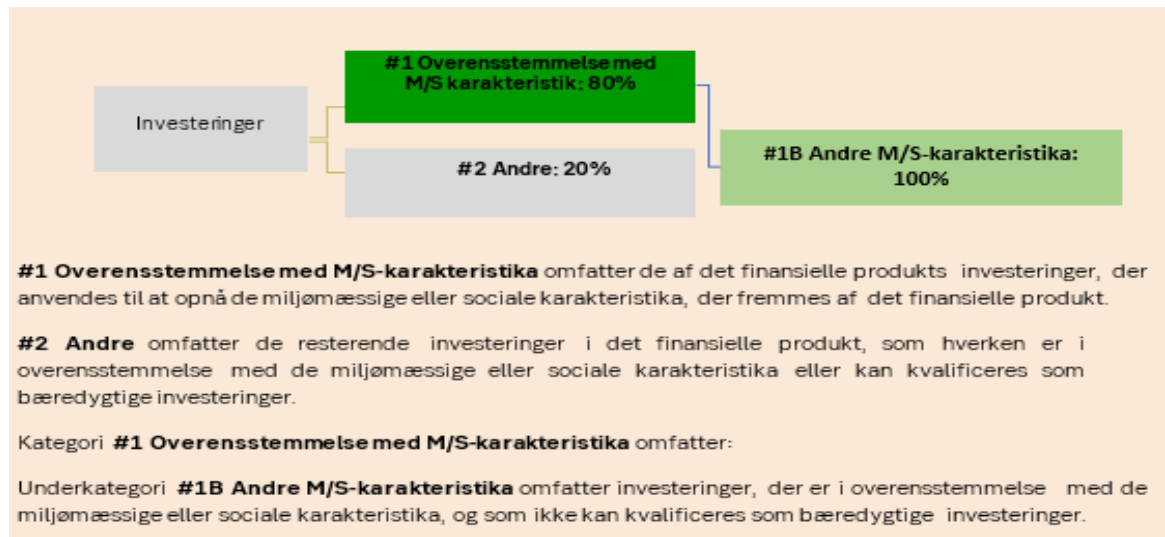 #1 Overensstemmelse med
M/S karakteristik: 80%
Investeringer
#2 Andre: 20%
#1B Andre M/S-karakteristika:
100%
#1 Overensstemmelse med M/S-karakteristika omfatter de af det finansielle produkts investeringer, der
anvendes til at opnå de miljømæssige eller sociale karakteristika, der fremmes af det finansielle produkt.
#2 Andre omfatter de resterende investeringer i det finansielle produkt, som hverken er i
overensstemmelse med de miljømæssige eller sociale karakteristika eller kan kvalificeres som
bæredygtige investeringer.
Kategori #1 Overensstemmelse med M/S-karakteristika omfatter:
Underkategori #1B Andre M/S-karakteristika omfatter investeringer, der er i overensstemmelse med de
miljømæssige eller sociale karakteristika, og som ikke kan kvalificeres som bæredygtige investeringer.